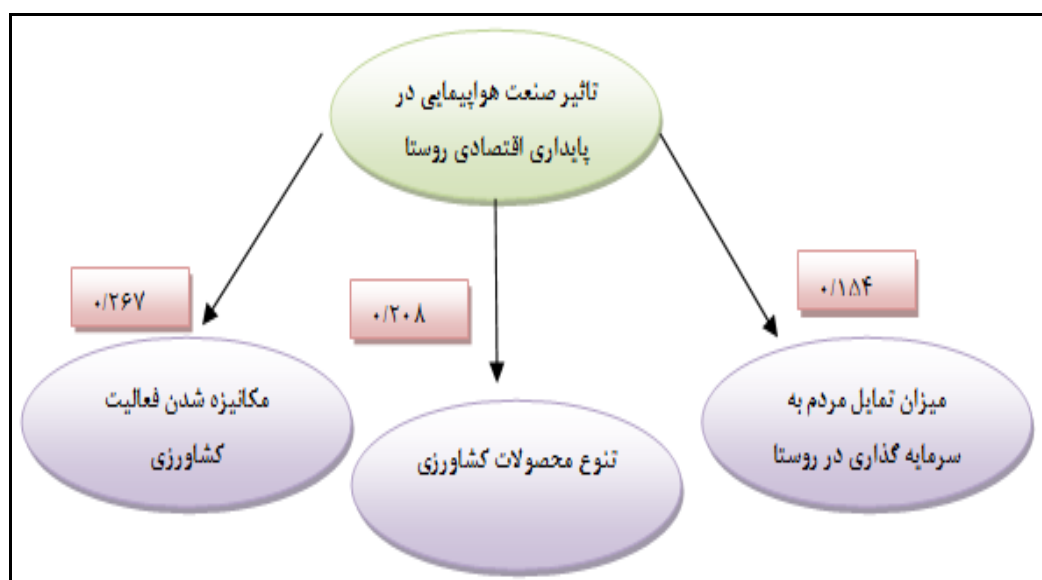 تاثیر صنعت هواپیمایی در
پایداری اقتصادی روستا
۰/۱۵۴
۰/۲۰۸
۰/۲۶۷
میزان تمایل مردم به
سرمایه گذاری در روستا
تنوع محصولات کشاورزی
مکانیزه شدن فعالیت
کشاورزی